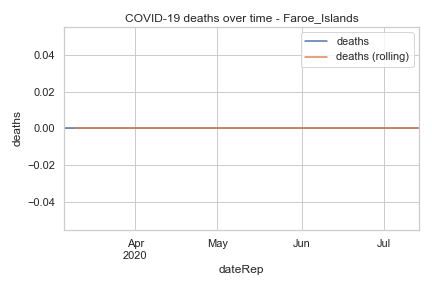 COVID-19 deaths over time - Faroe_Islands
deaths
deaths (rolling)
deaths
0.04
0.02
0.00
−0.02
−0.04
Apr May Jun Jul
2020
dateRep